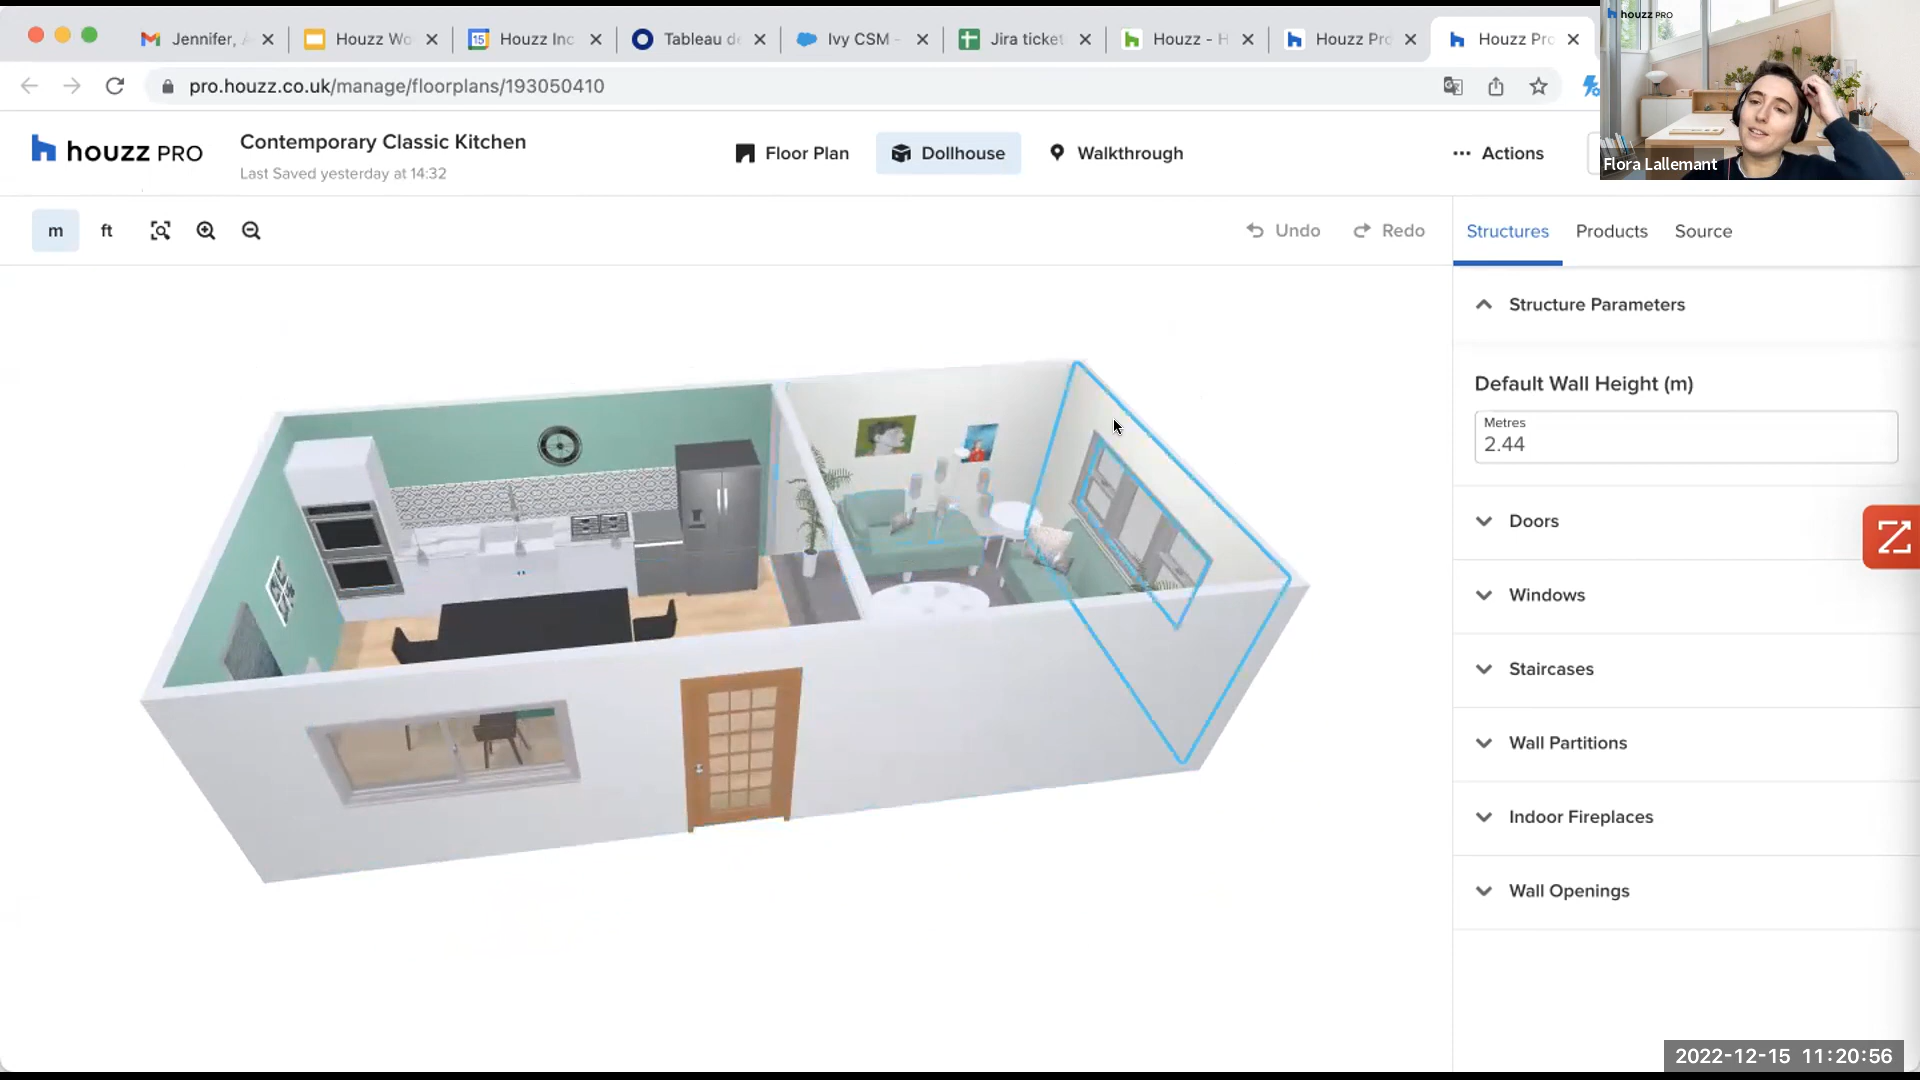 Jennifer, A
Houzz Wo
Houzz Inc
Tableau de
Ivy CSM -
Jira ticket
Houzz - H
Houzz Pro
Houzz Pro
houzz PRO
pro.houzz.co.uk/manage/floorplans/193050410
houzz PRO
Contemporary Classic Kitchen
Last Saved yesterday at 14:32
Floor Plan
Dollhouse
Walkthrough
Actions
Flora Lallemant
m
ft
Undo
Redo
Structures
Products
Source
Structure Parameters
Default Wall Height (m)
Metres
2.44
Doors
Windows
Staircases
Wall Partitions
Indoor Fireplaces
Wall Openings
2022-12-15 11:20:56